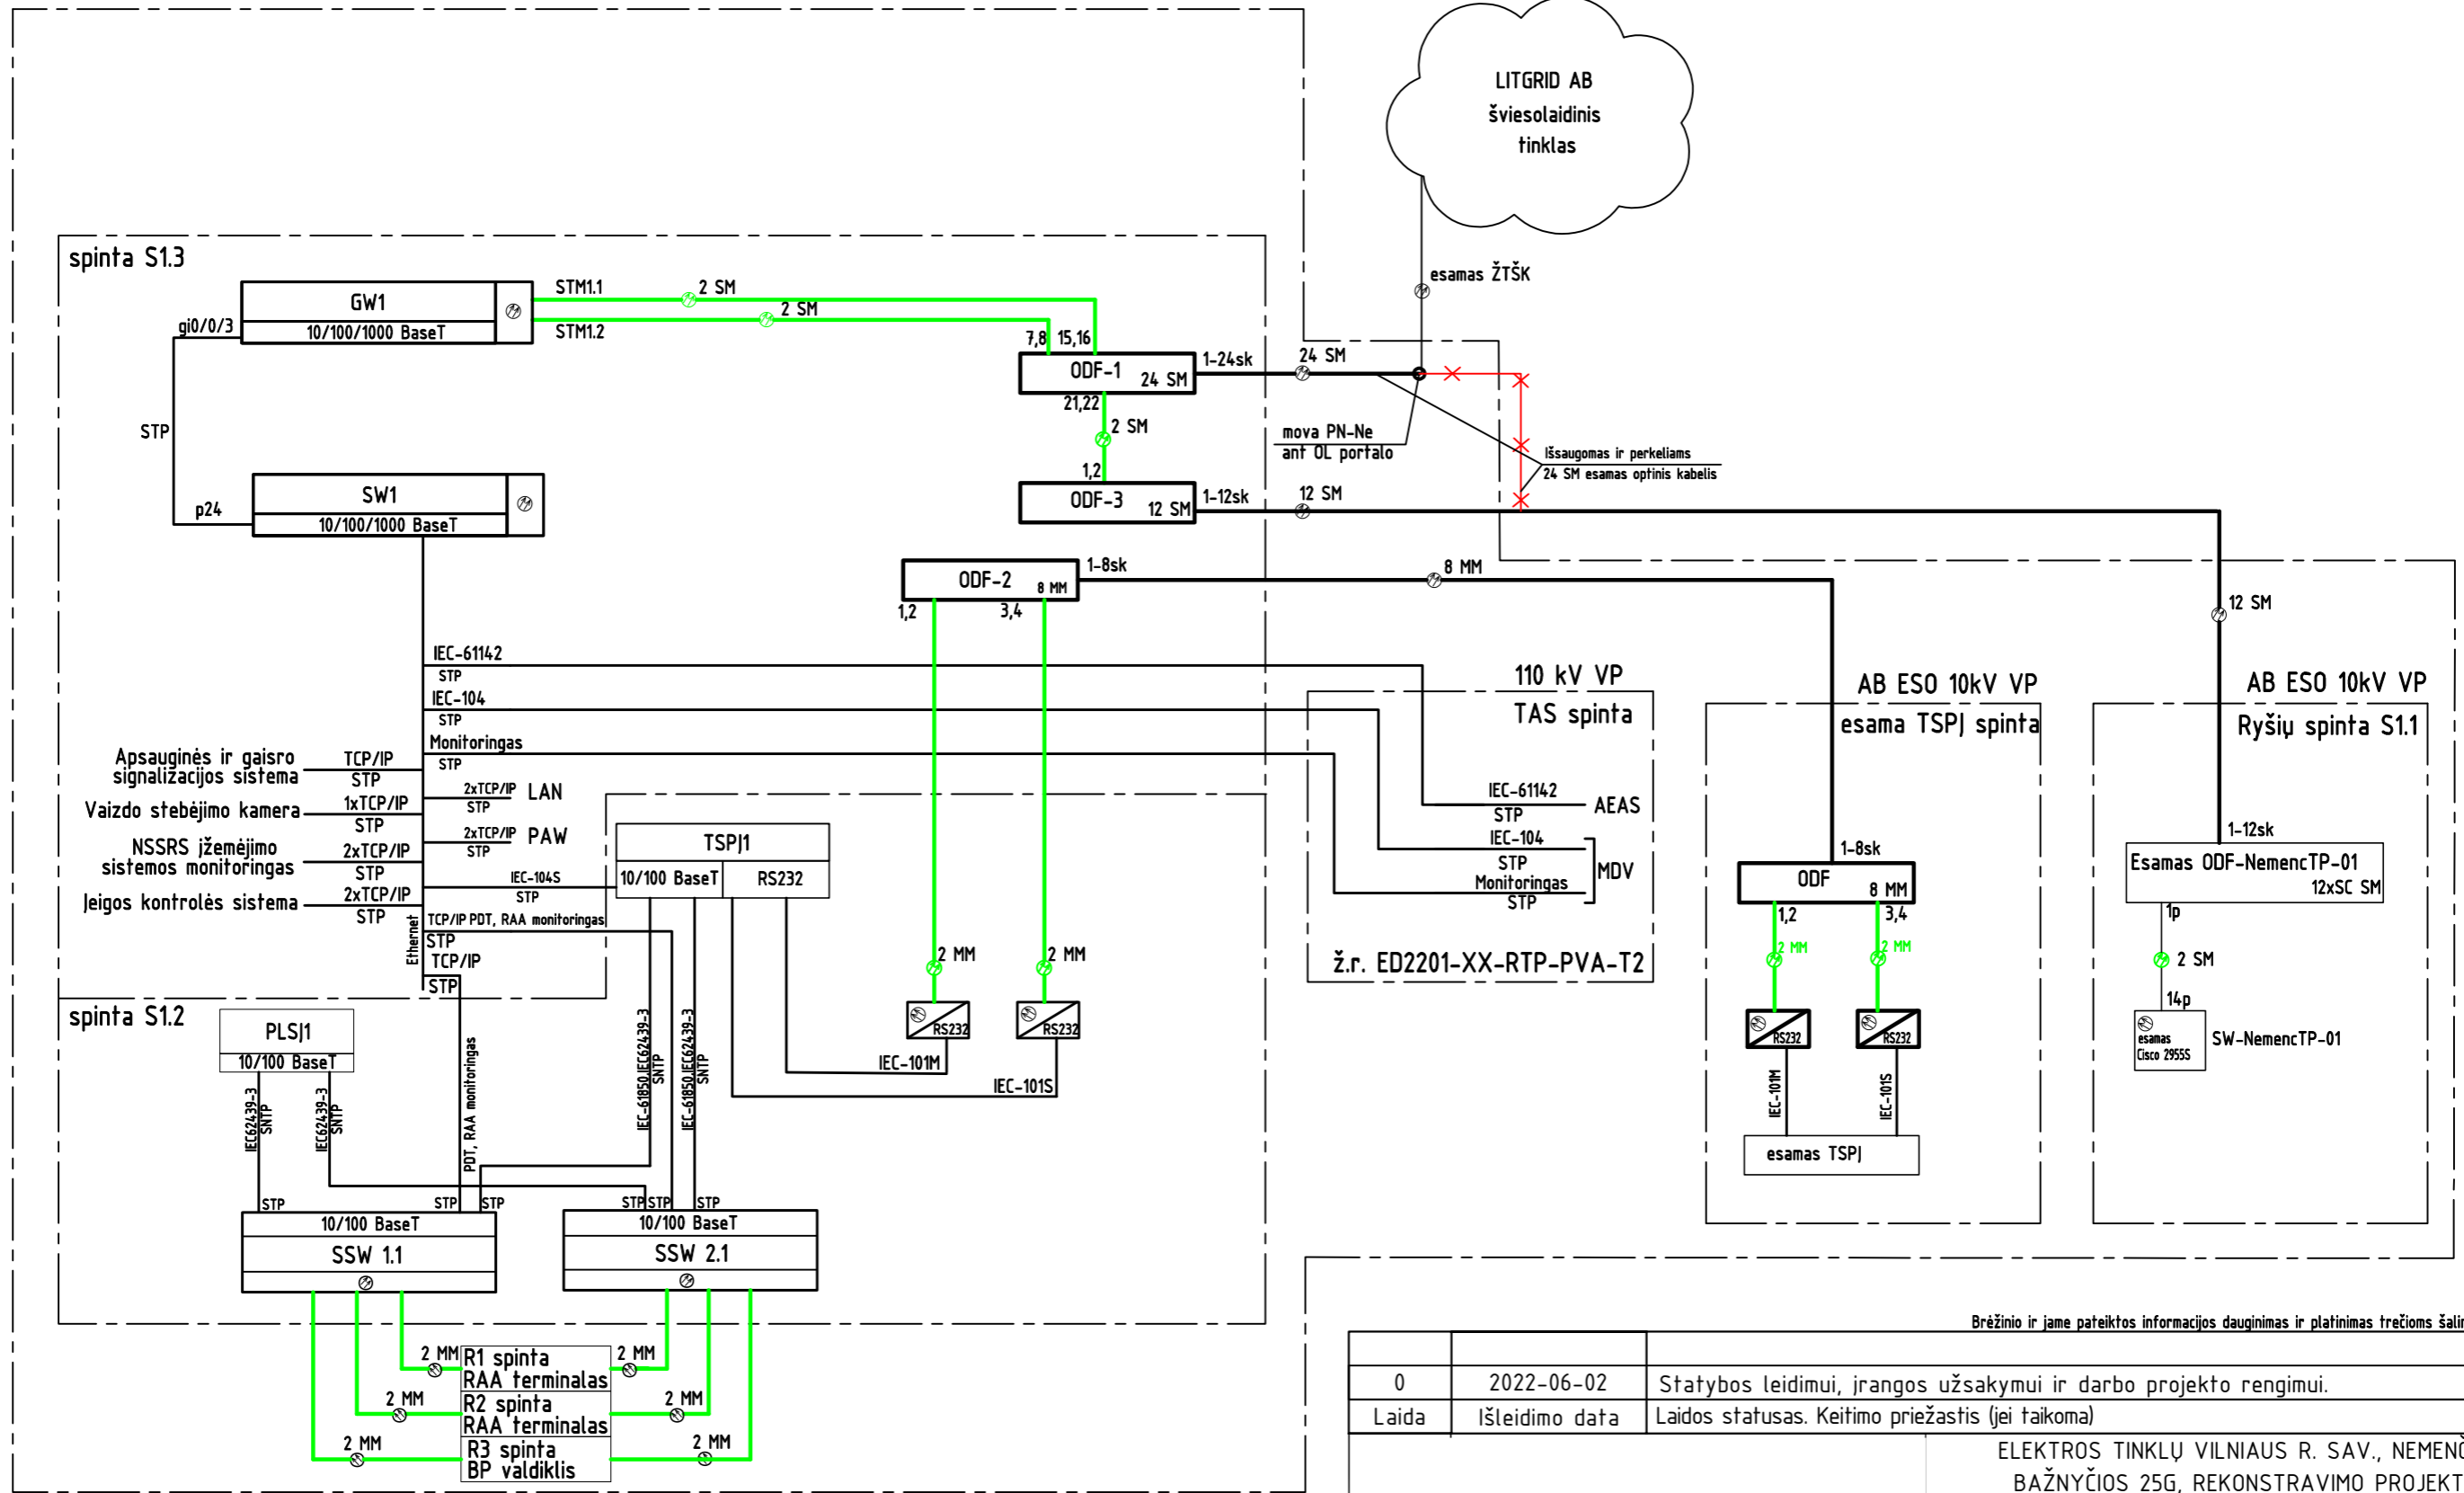 LITGRID AB
šviesolaidinis
tinklas
esamas ŽTŠK
spinta S1.3
GW1
10/100/1000 BaseT
gi0/0/3
STM1.1
2 SM
2 SM
STM1.2
7,8
15,16
ODF-1
24 SM
1-24sk
24 SM
21,22
2 SM
mova PN-Ne
ant OL portalo
Išsaugomas ir perkeliams
24 SM esamas optinis kabelis
STP
1,2
SW1
10/100/1000 BaseT
p24
ODF-3
12 SM
1-12sk
12 SM
ODF-2
8 MM
1-8sk
8 MM
1,2
3,4
12 SM
IEC-61142
STP
IEC-104
STP
Monitoringas
STP
110 kV VP
TAS spinta
AB ESO 10kV VP
esama TSPJ spinta
AB ESO 10kV VP
Ryšių spinta S1.1
Apsauginės ir gaisro
signalizacijos sistema
TCP/IP
STP
2xTCP/IP
LAN
STP
Vaizdo stebėjimo kamera
1xTCP/IP
STP
2xTCP/IP
PAW
STP
NSSRS įžemėjimo
sistemos monitoringas
2xTCP/IP
STP
Įeigos kontrolės sistema
2xTCP/IP
STP
IEC-104S
STP
TSPJ1
10/100 BaseT
RS232
IEC-61142
STP
AEAS
IEC-104
STP
Monitoringas
STP
MDV
ž.r. ED2201-XX-RTP-PVA-T2
Ethernet
TCP/IP PDT, RAA monitoringas
STP
TCP/IP
STP
1-8sk
ODF
8 MM
1,2
3,4
2 MM
2 MM
RS232
RS232
IEC-101M
IEC-101S
esamas TSPJ
1-12sk
Esamas ODF-NemencTP-01
12xSC SM
1p
2 SM
14p
esamas
Cisco 2955S
SW-NemencTP-01
2 MM
2 MM
RS232
RS232
IEC-101M
IEC-101S
spinta S1.2
PLSJ1
10/100 BaseT
IEC62439-3
SNTP
IEC62439-3
SNTP
PDT, RAA monitoringas
IEC-61850,IEC62439-3
SNTP
IEC-61850,IEC62439-3
SNTP
STP
STP
STP
STP
STP
STP
10/100 BaseT
SSW 1.1
10/100 BaseT
SSW 2.1
2 MM
R1 spinta
RAA terminalas
2 MM
2 MM
R2 spinta
RAA terminalas
2 MM
2 MM
R3 spinta
BP valdiklis
2 MM
Brėžinio ir jame pateiktos informacijos dauginimas ir platinimas trečioms
0
2022-06-02
Statybos leidimui, įrangos užsakymui ir darbo projekto rengimui.
Laida
Išleidimo data
Laidos statusas. Keitimo priežastis (jei taikoma)
ELEKTROS TINKLŲ VILNIAUS R. SAV.,
BAŽNYČIOS 25G, REKONSTRAVIMO